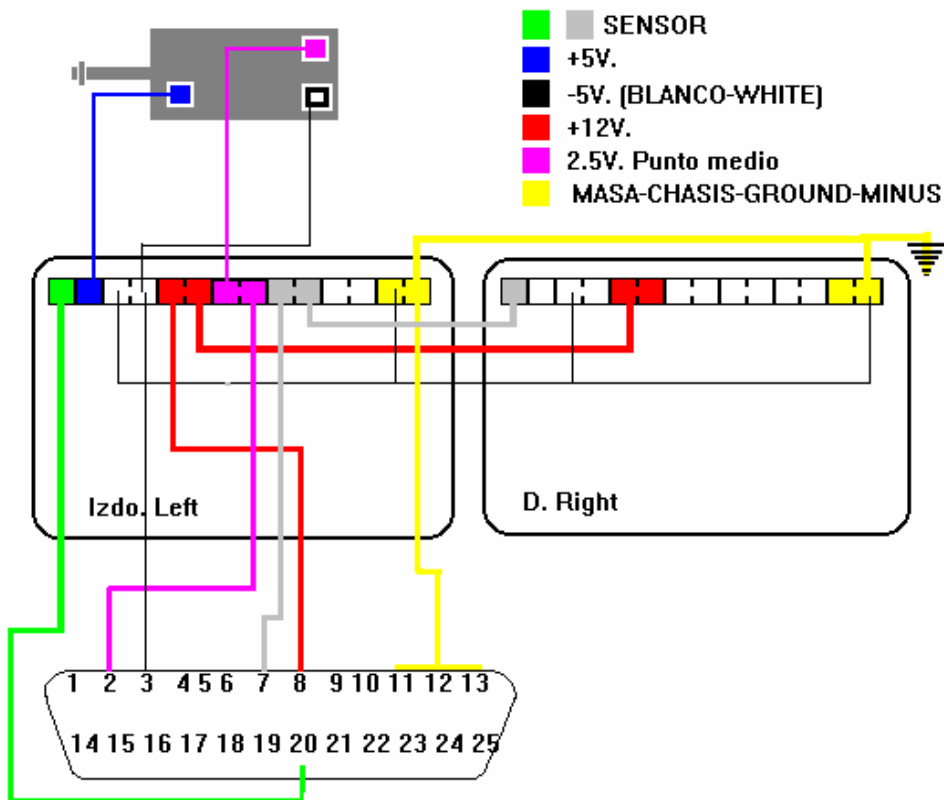 SENSOR
+5V.
-5V. (BLANCO-WHITE)
+12V.
2.5V. Punto medio
MASA-CHASIS-GROUND-MINUS
Izdo. Left
D. Right
1 2 3 4 5 6 7 8 9 10 11 12 13
14 15 16 17 18 19 20 21 22 23 24 25